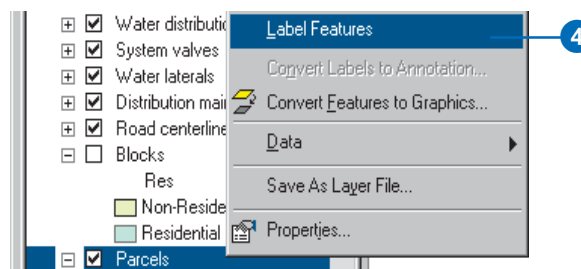 Water distributio
System valves
Water laterals
Distribution mai
Road centerline
Blocks
Res
Non-Reside
Residential
Parcels
Label Features
Convert Labels to Annotation...
Convert Features to Graphics...
Data
Save As Layer File...
Properties...
4